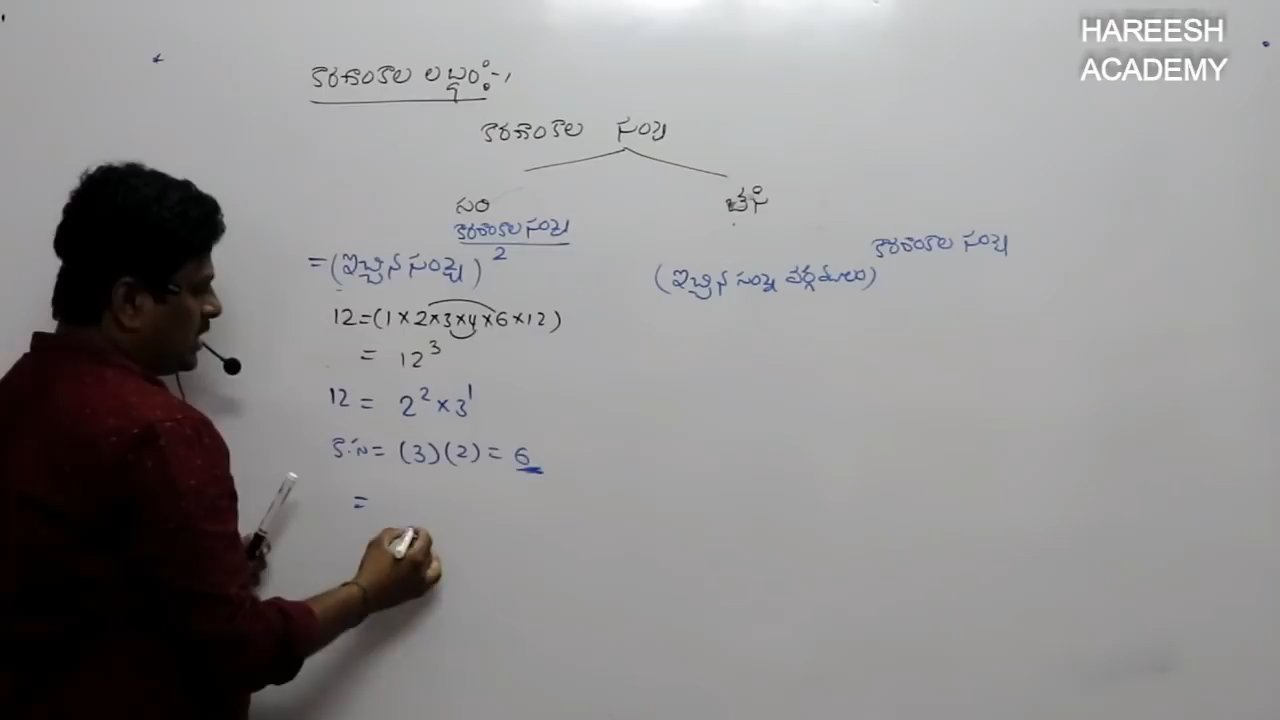 HAREESH
ACADEMY
కారణాంకాల లబ్దం:-
కారణాంకాల సంఖ్య
సరి బేసి
= (ఇచ్చిన సంఖ్య) కారణాంకాల సంఖ్య / 2
(ఇచ్చిన సంఖ్య వర్గమూలం) కారణాంకాల సంఖ్య
12=(1×2×3×4×6×12)
= 12³
12 = 2²×3¹
కా.సం= (3)(2) = 6
=